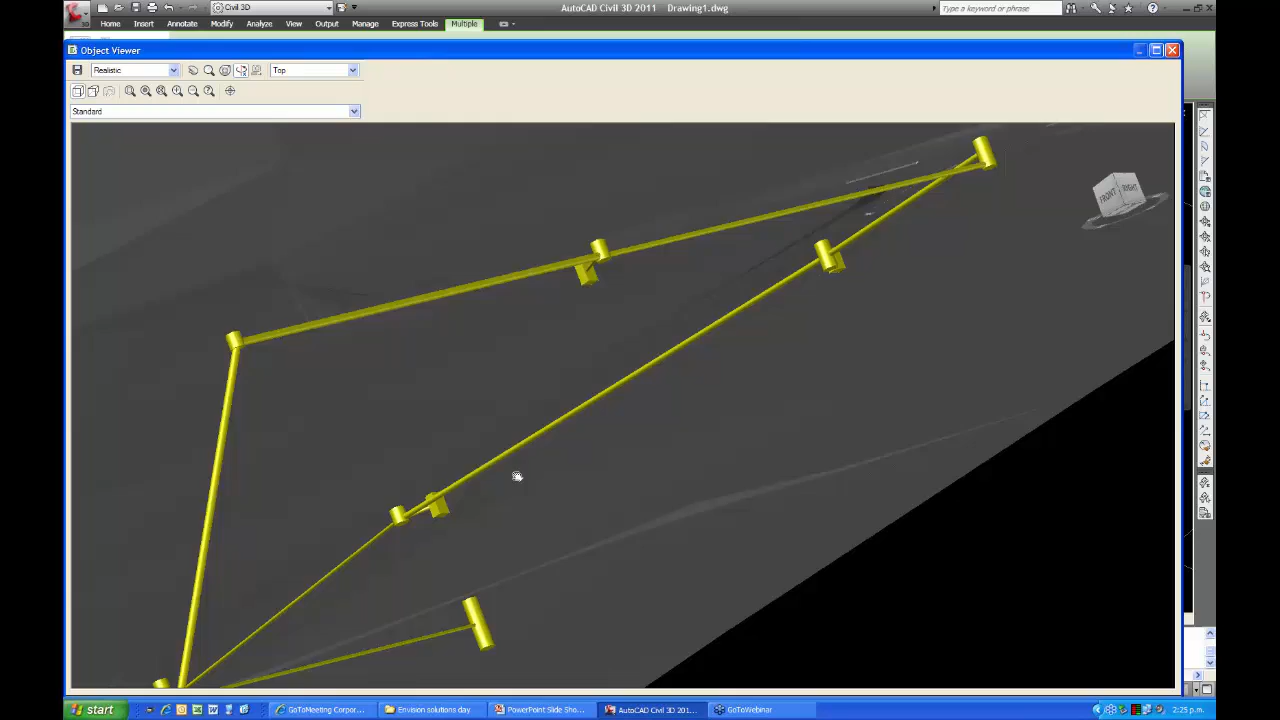 Civil 3D
AutoCAD Civil 3D 2011 Drawing1.dwg
Type a keyword or phrase
Home Insert Annotate Modify Analyze View Output Manage Express Tools Multiple
Object Viewer
Realistic Top
Standard
FRONT RIGHT
start GoToMeeting Corpor... Envision solutions day PowerPoint Slide Sho... AutoCAD Civil 3D 201... GoToWebinar 2:25 p.m.